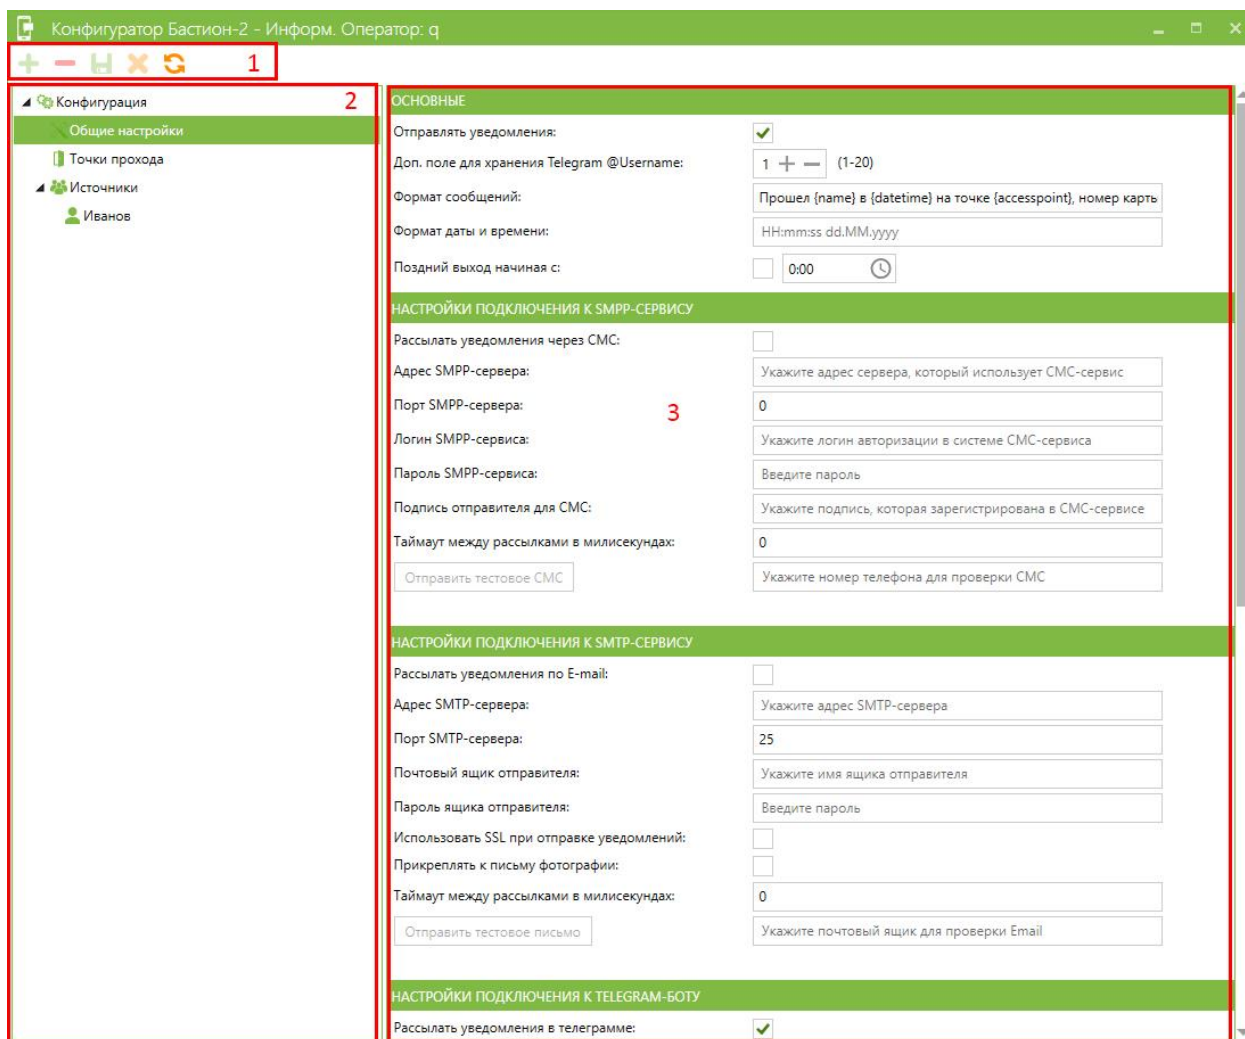 Конфигуратор Бастион-2 - Информ. Оператор: q
1
2
Конфигурация
Общие настройки
Точки прохода
Источники
Иванов
3
ОСНОВНЫЕ
Отправлять уведомления:
Доп. поле для хранения Telegram @Username: 1 (1-20)
Формат сообщений: Прошел {name} в {datetime} на точке {accesspoint}, номер карты
Формат даты и времени: HH:mm:ss dd.MM.yyyy
Поздний выход начиная с: 0:00
НАСТРОЙКИ ПОДКЛЮЧЕНИЯ К SMPP-СЕРВИСУ
Рассылать уведомления через СМС:
Адрес SMPP-сервера: Укажите адрес сервера, который использует СМС-сервис
Порт SMPP-сервера: 0
Логин SMPP-сервиса: Укажите логин авторизации в системе СМС-сервиса
Пароль SMPP-сервиса: Введите пароль
Подпись отправителя для СМС: Укажите подпись, которая зарегистрирована в СМС-сервисе
Таймаут между рассылками в милисекундах: 0
Отправить тестовое СМС Укажите номер телефона для проверки СМС
НАСТРОЙКИ ПОДКЛЮЧЕНИЯ К SMTP-СЕРВИСУ
Рассылать уведомления по E-mail:
Адрес SMTP-сервера: Укажите адрес SMTP-сервера
Порт SMTP-сервера: 25
Почтовый ящик отправителя: Укажите имя ящика отправителя
Пароль ящика отправителя: Введите пароль
Использовать SSL при отправке уведомлений:
Прикреплять к письму фотографии:
Таймаут между рассылками в милисекундах: 0
Отправить тестовое письмо Укажите почтовый ящик для проверки Email
НАСТРОЙКИ ПОДКЛЮЧЕНИЯ К TELEGRAM-БОТУ
Рассылать уведомления в телеграмме: